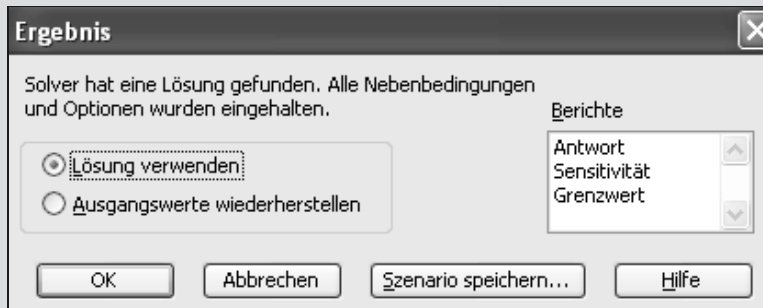 Ergebnis
Solver hat eine Lösung gefunden. Alle Nebenbedingungen
und Optionen wurden eingehalten.
Berichte
Antwort
Sensitivität
Grenzwert
Lösung verwenden
Ausgangswerte wiederherstellen
OK Abbrechen Szenario speichern... Hilfe